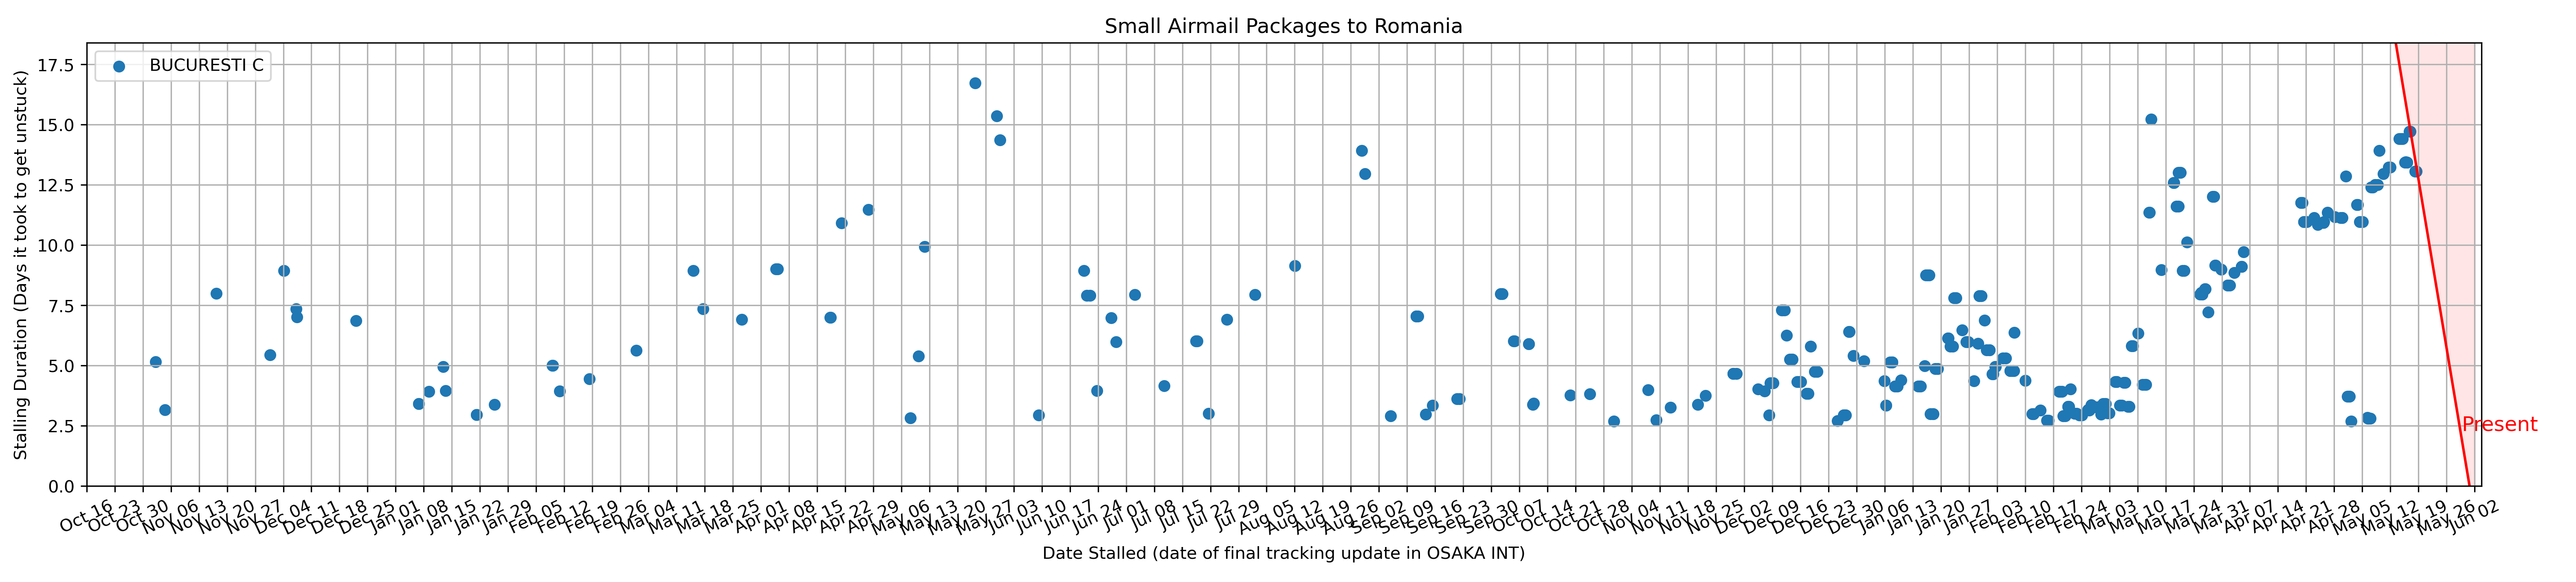 Small Airmail Packages to Romania
BUCURESTI C
Stalling Duration (Days it took to get unstuck)
17.5
15.0
12.5
10.0
7.5
5.0
2.5
0.0
Present
Oct 16
Oct 23
Oct 30
Nov 06
Nov 13
Nov 20
Nov 27
Dec 04
Dec 11
Dec 18
Dec 25
Jan 01
Jan 08
Jan 15
Jan 22
Jan 29
Feb 05
Feb 12
Feb 19
Feb 26
Mar 04
Mar 11
Mar 18
Mar 25
Apr 01
Apr 08
Apr 15
Apr 22
Apr 29
May 06
May 13
May 20
May 27
Jun 03
Jun 10
Jun 17
Jun 24
Jul 01
Jul 08
Jul 15
Jul 22
Jul 29
Aug 05
Aug 12
Aug 19
Aug 26
Sep 02
Sep 09
Sep 16
Sep 23
Sep 30
Oct 07
Oct 14
Oct 21
Oct 28
Nov 04
Nov 11
Nov 18
Nov 25
Dec 02
Dec 09
Dec 16
Dec 23
Dec 30
Jan 06
Jan 13
Jan 20
Jan 27
Feb 03
Feb 10
Feb 17
Feb 24
Mar 03
Mar 10
Mar 17
Mar 24
Mar 31
Apr 07
Apr 14
Apr 21
Apr 28
May 05
May 12
May 19
May 26
Jun 02
Date Stalled (date of final tracking update in OSAKA INT)